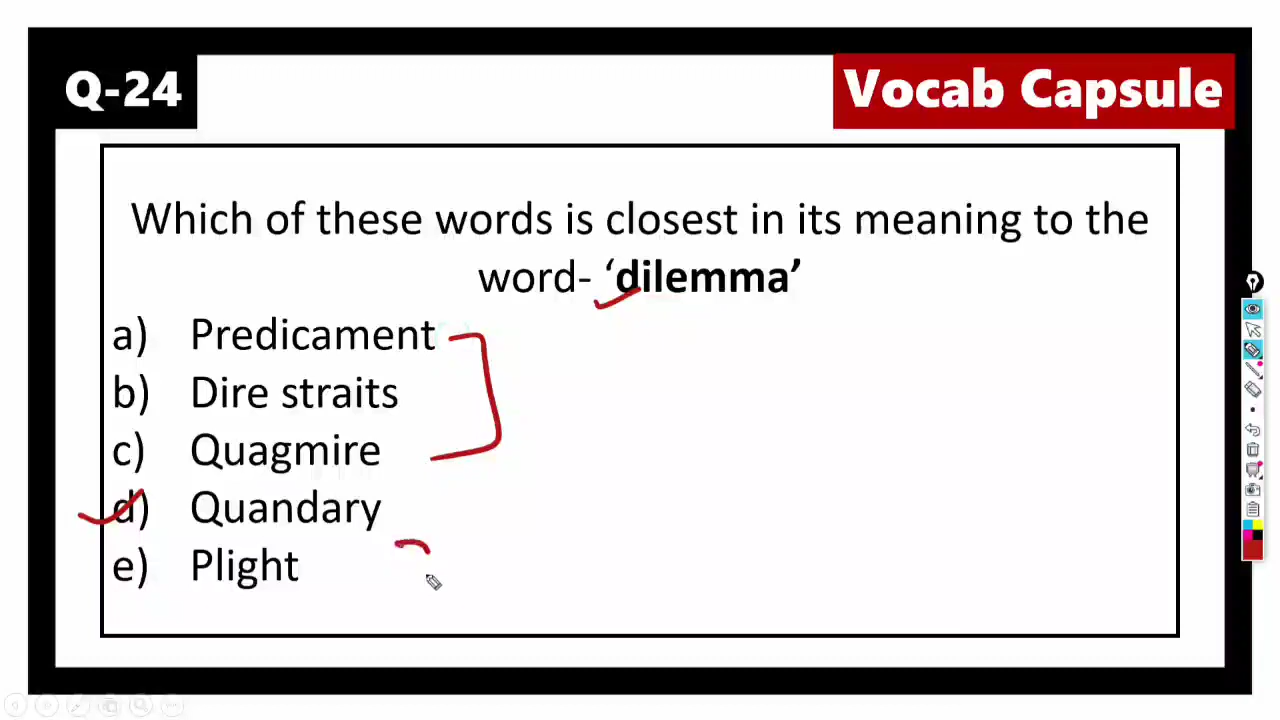 Q-24
Vocab Capsule
Which of these words is closest in its meaning to the
word- ‘dilemma’
a) Predicament
b) Dire straits
c) Quagmire
d) Quandary
e) Plight